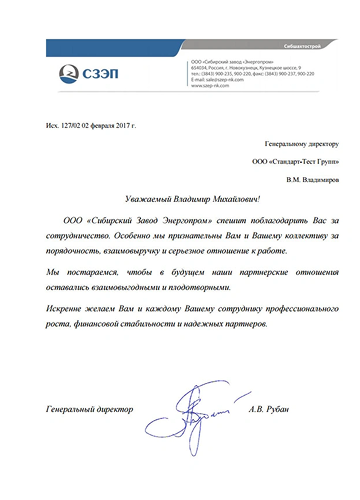 Сибшахтострой
СЗЭП
ООО «Сибирский завод «Энергопром»
654034, Россия, г. Новокузнецк, Кузнецкое шоссе, 9
тел.: (3843) 900-235, 900-220, факс: (3843) 900-237, 900-220
E-mail: sale@szep-nk.com
www.szep-nk.com
Исх. 127/02 02 февраля 2017 г.
Генеральному директору
ООО «Стандарт-Тест Групп»
В.М. Владимиров
Уважаемый Владимир Михайлович!
ООО «Сибирский Завод Энергопром» спешит поблагодарить Вас за
сотрудничество. Особенно мы признательны Вам и Вашему коллективу за
порядочность, взаимовыручку и серьезное отношение к работе.
Мы постараемся, чтобы в будущем наши партнерские отношения
оставались взаимовыгодными и плодотворными.
Искренне желаем Вам и каждому Вашему сотруднику профессионального
роста, финансовой стабильности и надежных партнеров.
Генеральный директор А.В. Рубан